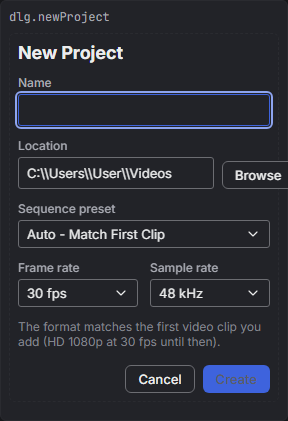 dlg.newProject
New Project
Name
Location
C:\\Users\\User\\Videos
Browse
Sequence preset
Auto - Match First Clip
Frame rate
Sample rate
30 fps
48 kHz
The format matches the first video clip you
add (HD 1080p at 30 fps until then).
Cancel
Create